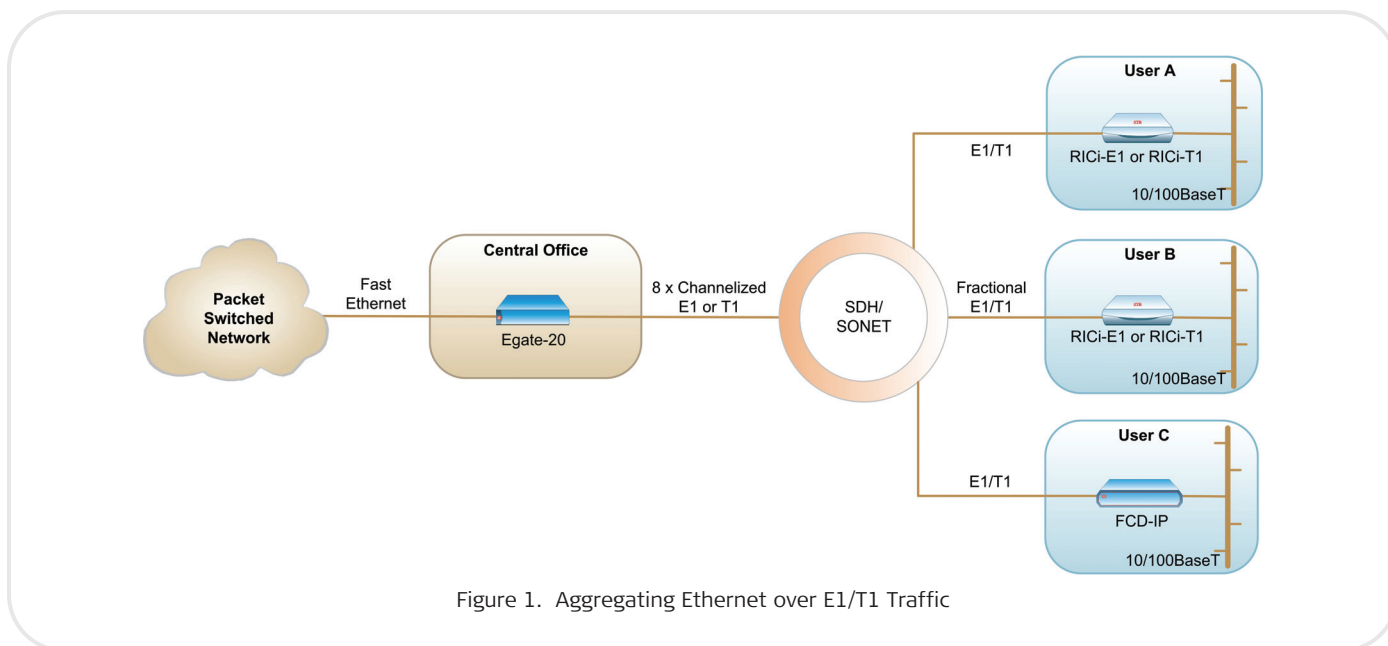 Packet
Switched
Network
Fast
Ethernet
Central Office
Egate-20
8 x Channelized
E1 or T1
SDH/
SONET
E1/T1
User A
RICi-E1 or RICi-T1
10/100BaseT
Fractional
E1/T1
User B
RICi-E1 or RICi-T1
10/100BaseT
E1/T1
User C
FCD-IP
10/100BaseT
Figure 1. Aggregating Ethernet over E1/T1 Traffic